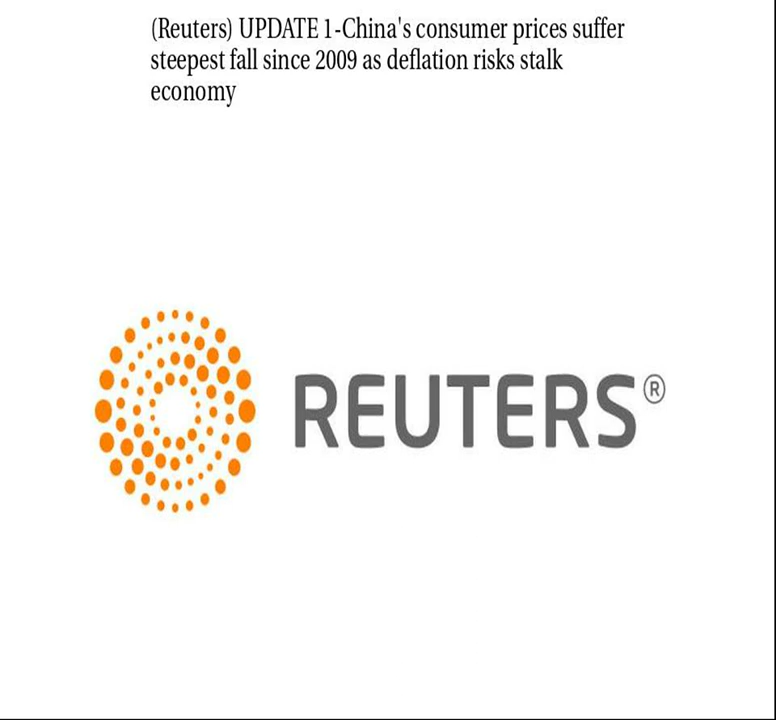 (Reuters) UPDATE 1-China's consumer prices suffer
steepest fall since 2009 as deflation risks stalk
economy
REUTERS®